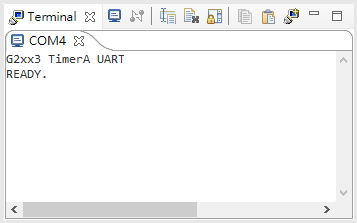 Terminal
COM4
G2xx3 TimerA UART
READY.